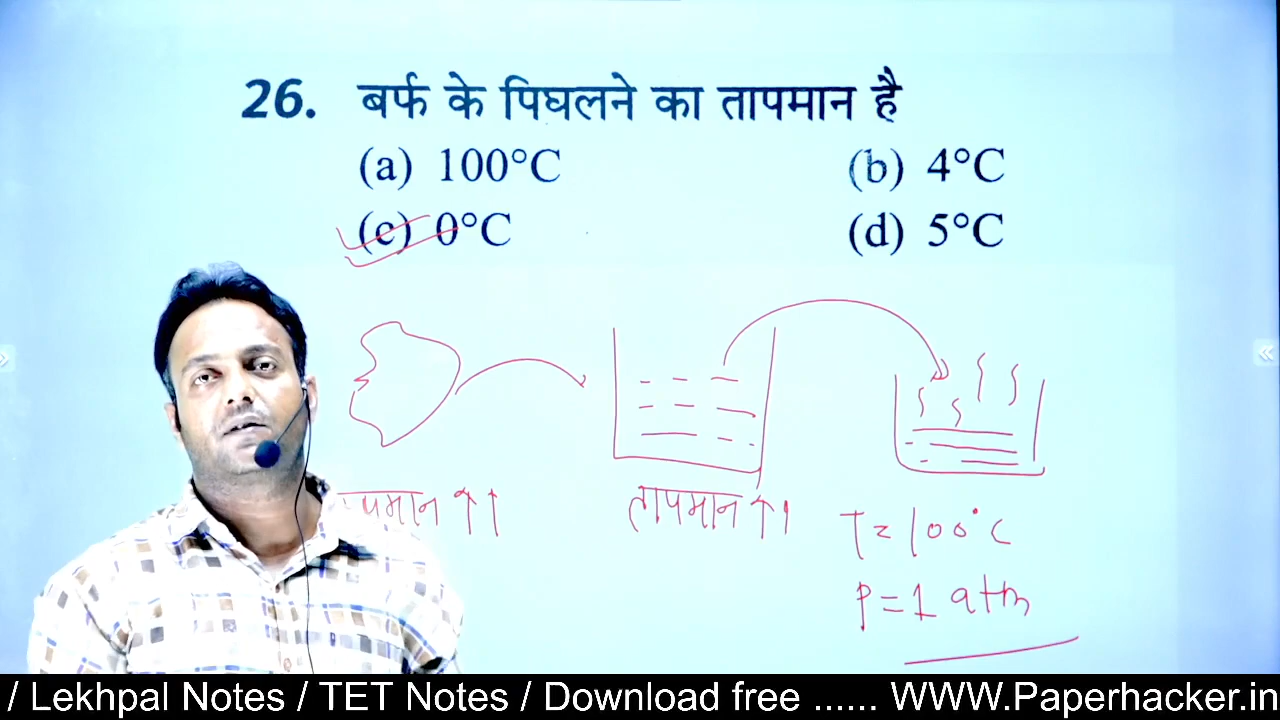 26. बर्फ के पिघलने का तापमान है
(a) 100°C (b) 4°C
(c) 0°C (d) 5°C
तापमान ↑↑
T = 100°C
P = 1 atm
/ Lekhpal Notes / TET Notes / Download free ...... WWW.Paperhacker.in